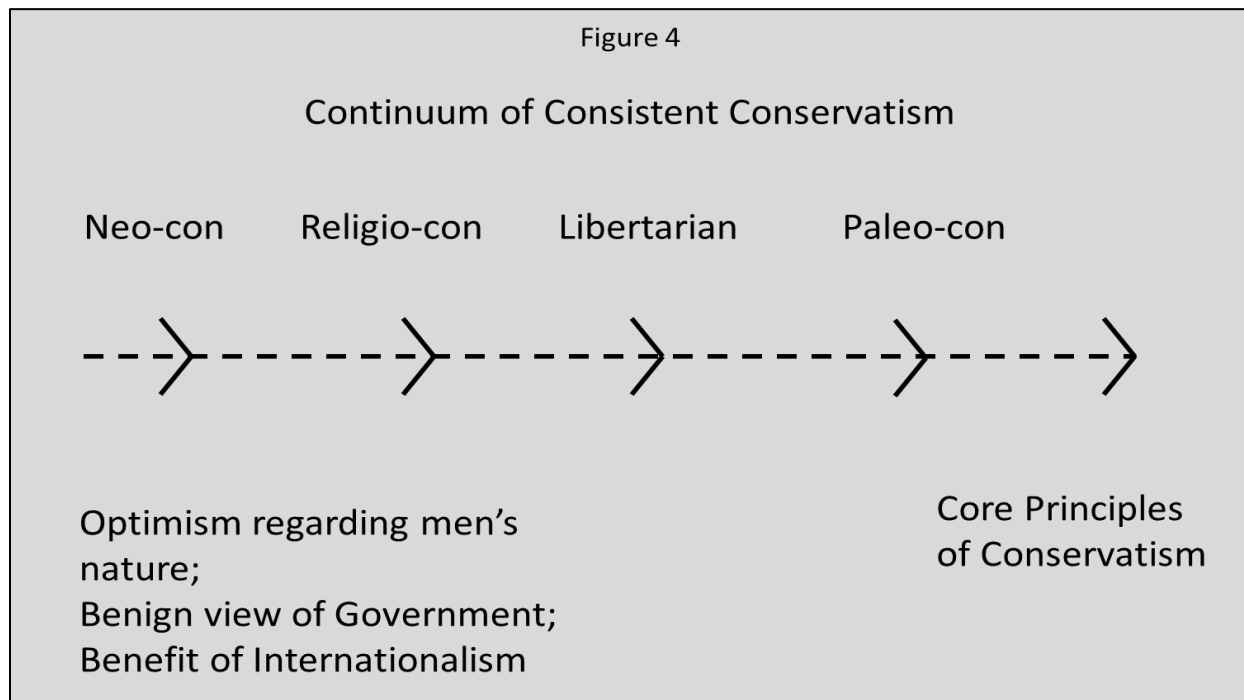 Figure 4
Continuum of Consistent Conservatism
Neo-con Religio-con Libertarian Paleo-con
Optimism regarding men’s
nature;
Benign view of Government;
Benefit of Internationalism
Core Principles
of Conservatism